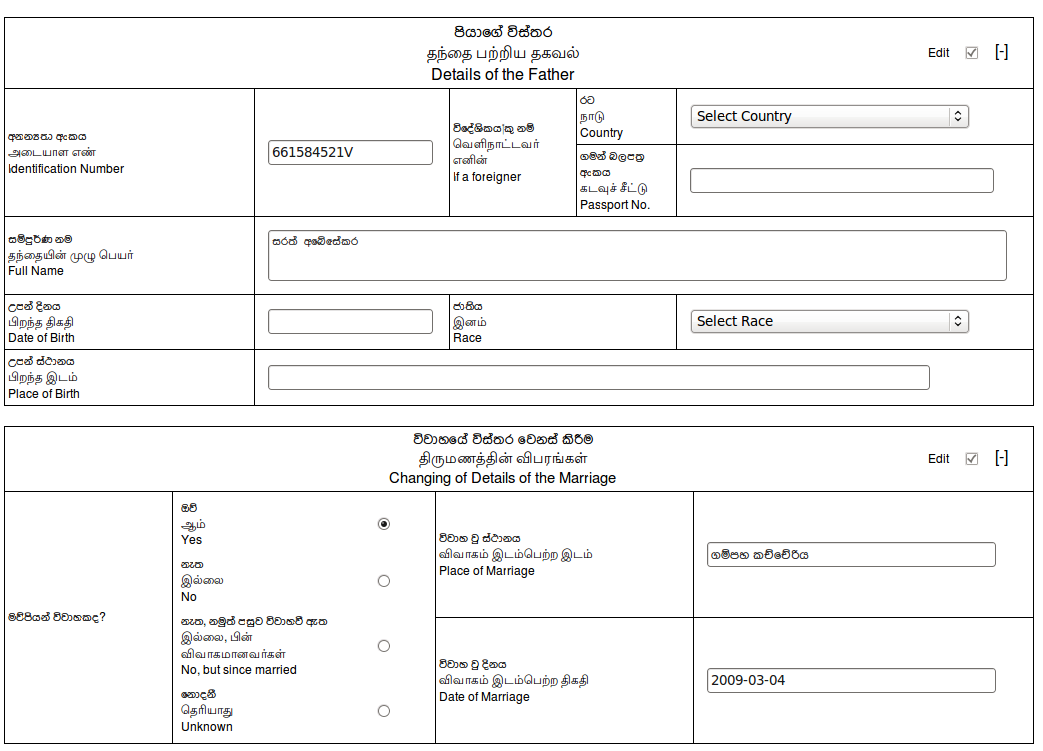 පියාගේ විස්තර
தந்தை பற்றிய தகவல்
Details of the Father
Edit [-]
අනන්‍යතා අංකය
அடையாள எண்
Identification Number
661584521V
විදේශිකය'කු නම්
வெளிநாட்டவர்
எனின்
If a foreigner
රට
நாடு
Country
Select Country
ගමන් බලපත්‍ර
අංකය
கடவுச் சீட்டு
Passport No.
සම්පුර්ණ නම
தந்தையின் முழு பெயர்
Full Name
සරත් අබේසේකර
උපන් දිනය
பிறந்த திகதி
Date of Birth
ජාතිය
இனம்
Race
Select Race
උපන් ස්ථානය
பிறந்த இடம்
Place of Birth
විවාහයේ විස්තර වෙනස් කිරීම
திருமணத்தின் விபரங்கள்
Changing of Details of the Marriage
Edit [-]
මව්පියන් විවාහකද?
ඔව්
ஆம்
Yes
නැත
இல்லை
No
නැත, නමුත් පසුව විවාහවී ඇත
இல்லை, பின்
விவாகமானவர்கள்
No, but since married
නොදනී
தெரியாது
Unknown
විවාහ වූ ස්ථානය
விவாகம் இடம்பெற்ற இடம்
Place of Marriage
ගම්පහ කච්චේරිය
විවාහ වූ දිනය
விவாகம் இடம்பெற்ற திகதி
Date of Marriage
2009-03-04